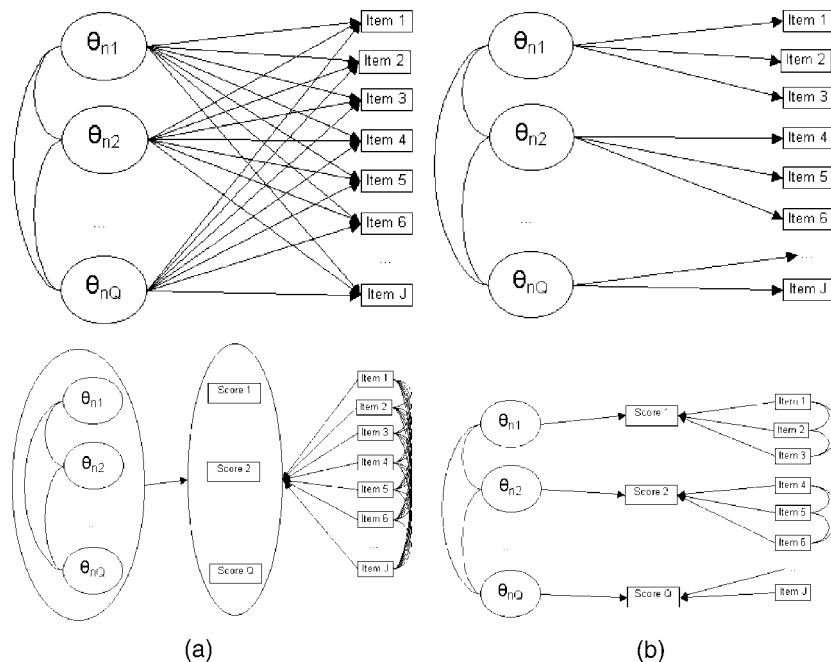 θn1
θn2
...
θnQ
Item 1
Item 2
Item 3
Item 4
Item 5
Item 6
...
Item J
θn1
θn2
...
θnQ
Item 1
Item 2
Item 3
Item 4
Item 5
Item 6
...
Item J
θn1
θn2
...
θnQ
Score 1
Score 2
Score Q
Item 1
Item 2
Item 3
Item 4
Item 5
Item 6
...
Item J
θn1
θn2
...
θnQ
Score 1
Score 2
Score Q
Item 1
Item 2
Item 3
Item 4
Item 5
Item 6
...
Item J
(a)
(b)